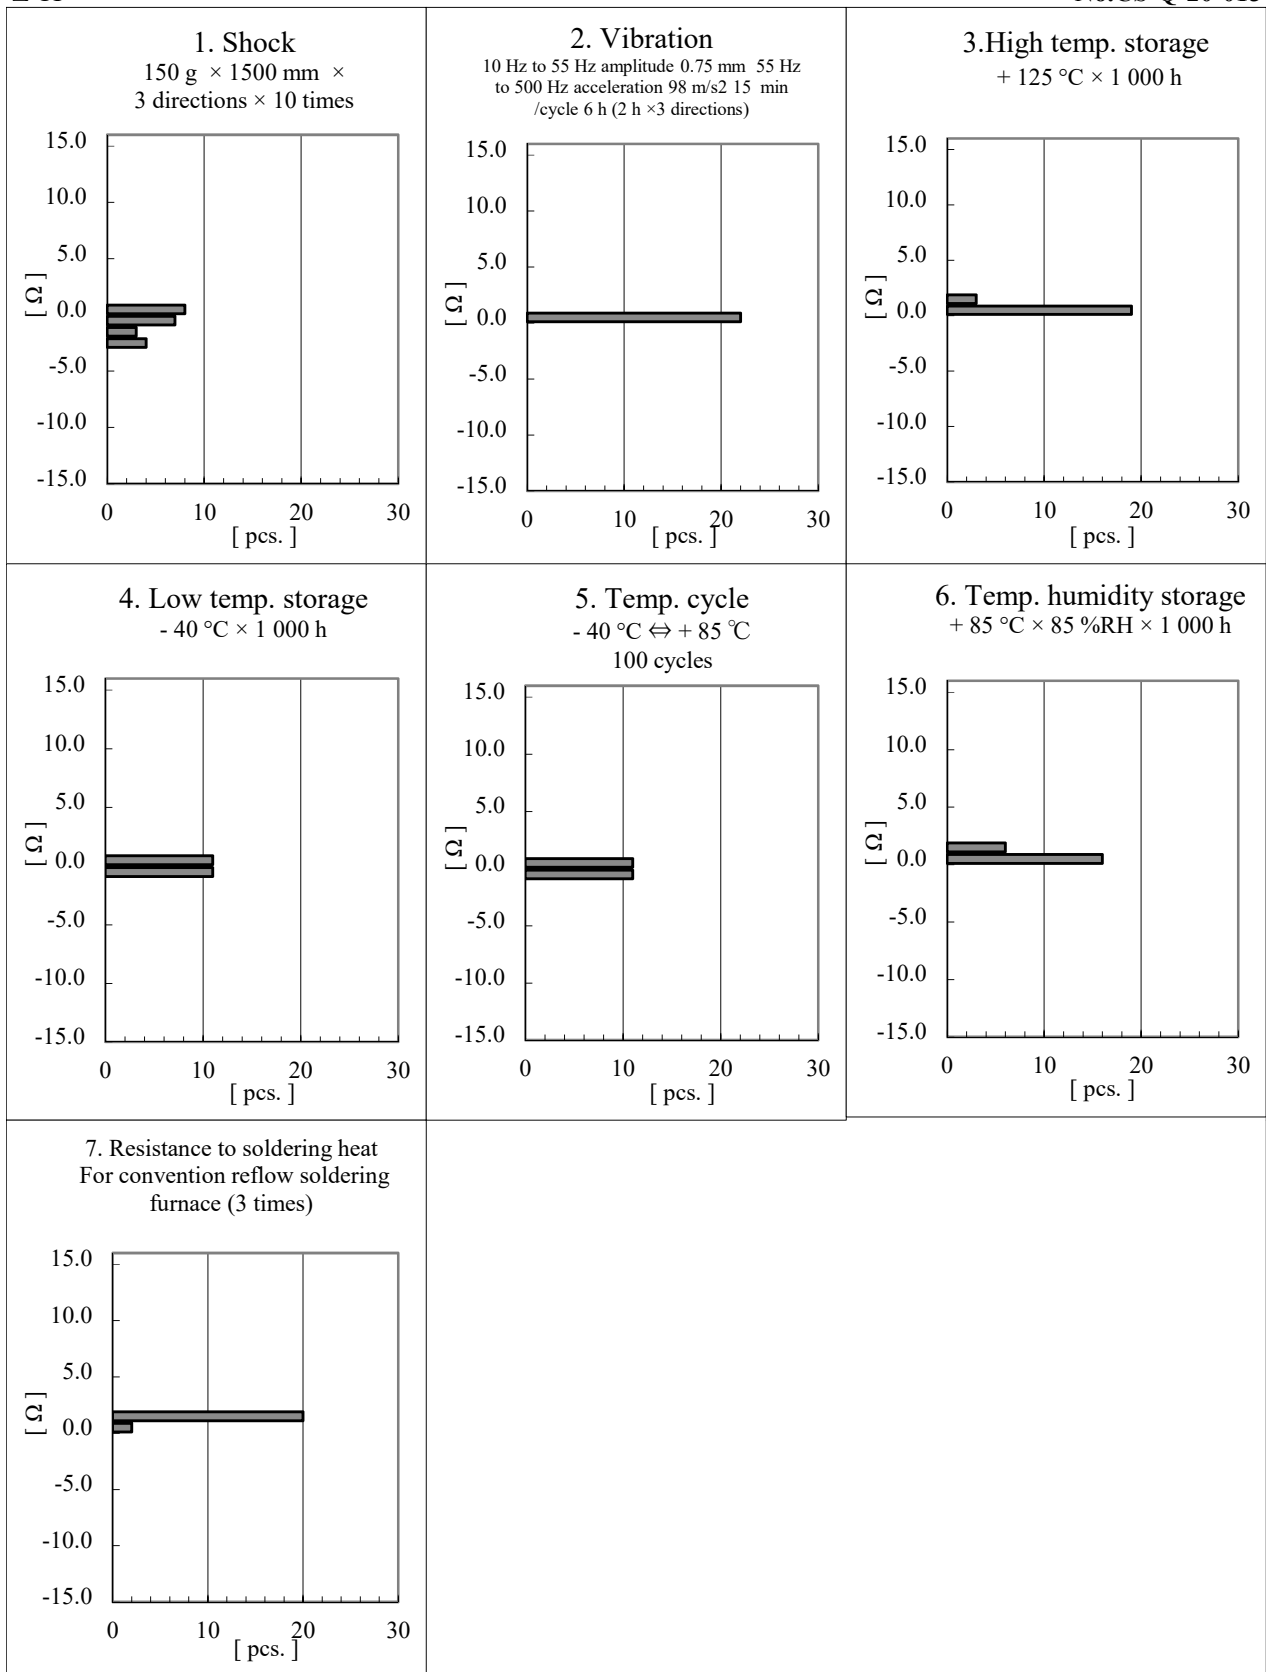 1. Shock
150 g × 1500 mm ×
3 directions × 10 times
15.0
10.0
5.0
0.0
-5.0
-10.0
-15.0
[ Ω ]
0 10 20 30
[ pcs. ]
2. Vibration
10 Hz to 55 Hz amplitude 0.75 mm 55 Hz
to 500 Hz acceleration 98 m/s2 15 min
/cycle 6 h (2 h ×3 directions)
15.0
10.0
5.0
0.0
-5.0
-10.0
-15.0
[ Ω ]
0 10 20 30
[ pcs. ]
3.High temp. storage
+ 125 °C × 1 000 h
15.0
10.0
5.0
0.0
-5.0
-10.0
-15.0
[ Ω ]
0 10 20 30
[ pcs. ]
4. Low temp. storage
- 40 °C × 1 000 h
15.0
10.0
5.0
0.0
-5.0
-10.0
-15.0
[ Ω ]
0 10 20 30
[ pcs. ]
5. Temp. cycle
- 40 °C ⇔ + 85 ℃
100 cycles
15.0
10.0
5.0
0.0
-5.0
-10.0
-15.0
[ Ω ]
0 10 20 30
[ pcs. ]
6. Temp. humidity storage
+ 85 °C × 85 %RH × 1 000 h
15.0
10.0
5.0
0.0
-5.0
-10.0
-15.0
[ Ω ]
0 10 20 30
[ pcs. ]
7. Resistance to soldering heat
For convention reflow soldering
furnace (3 times)
15.0
10.0
5.0
0.0
-5.0
-10.0
-15.0
[ Ω ]
0 10 20 30
[ pcs. ]